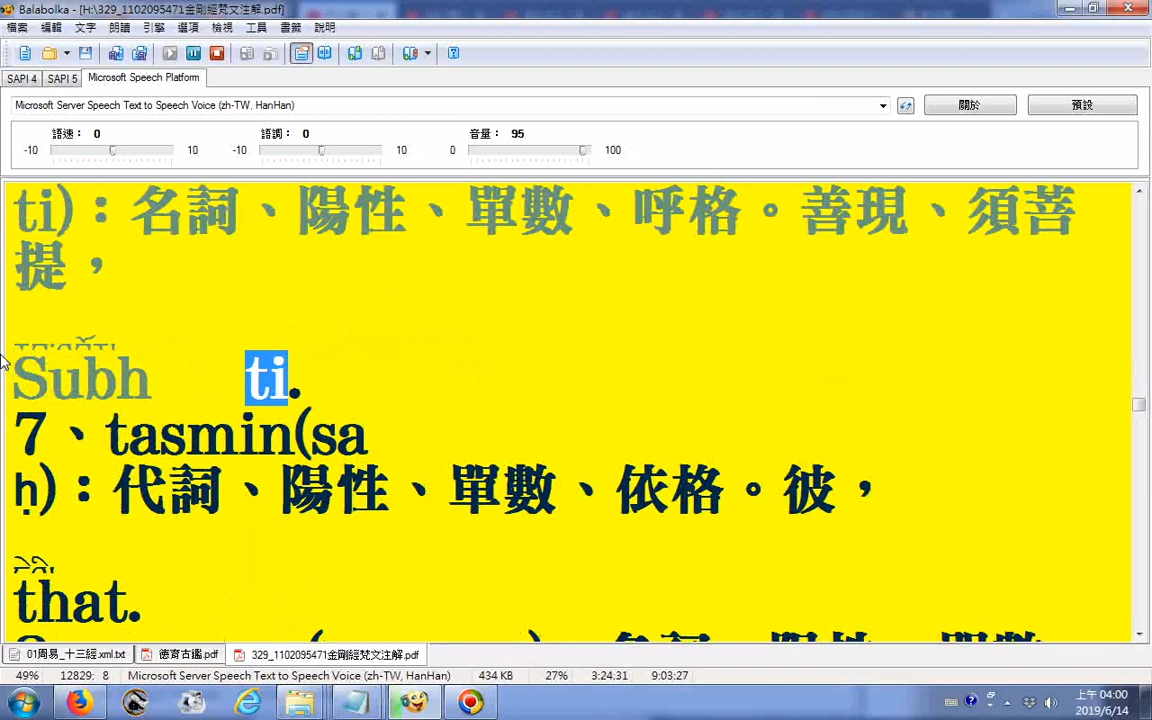 Balabolka - [H:\329_1102095471金剛經梵文注解.pdf]
檔案 編輯 文字 朗讀 引擎 選項 檢視 工具 書籤 說明
SAPI 4 SAPI 5 Microsoft Speech Platform
Microsoft Server Speech Text to Speech Voice (zh-TW, HanHan)
關於 預設
語速： 0 語調： 0 音量： 95
-10 10 -10 10 0 100
ti)：名詞、陽性、單數、呼格。善現、須菩
提，
Subh ti.
7、tasmin(sa
ḥ)：代詞、陽性、單數、依格。彼，
that.
01周易_十三經.xml.txt 德育古鑑.pdf 329_1102095471金剛經梵文注解.pdf
49% 12829: 8 Microsoft Server Speech Text to Speech Voice (zh-TW, HanHan) 434 KB 27% 3:24:31 9:03:27
上午 04:00
2019/6/14